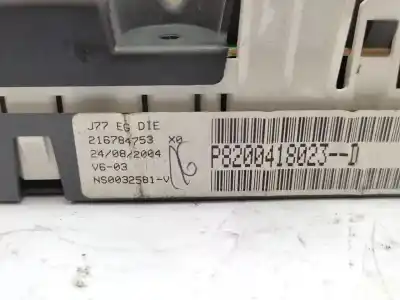 J77 EG DIE
216784753 X0
24/08/2004
V6-03
NS0032581-V
P8200418023--D